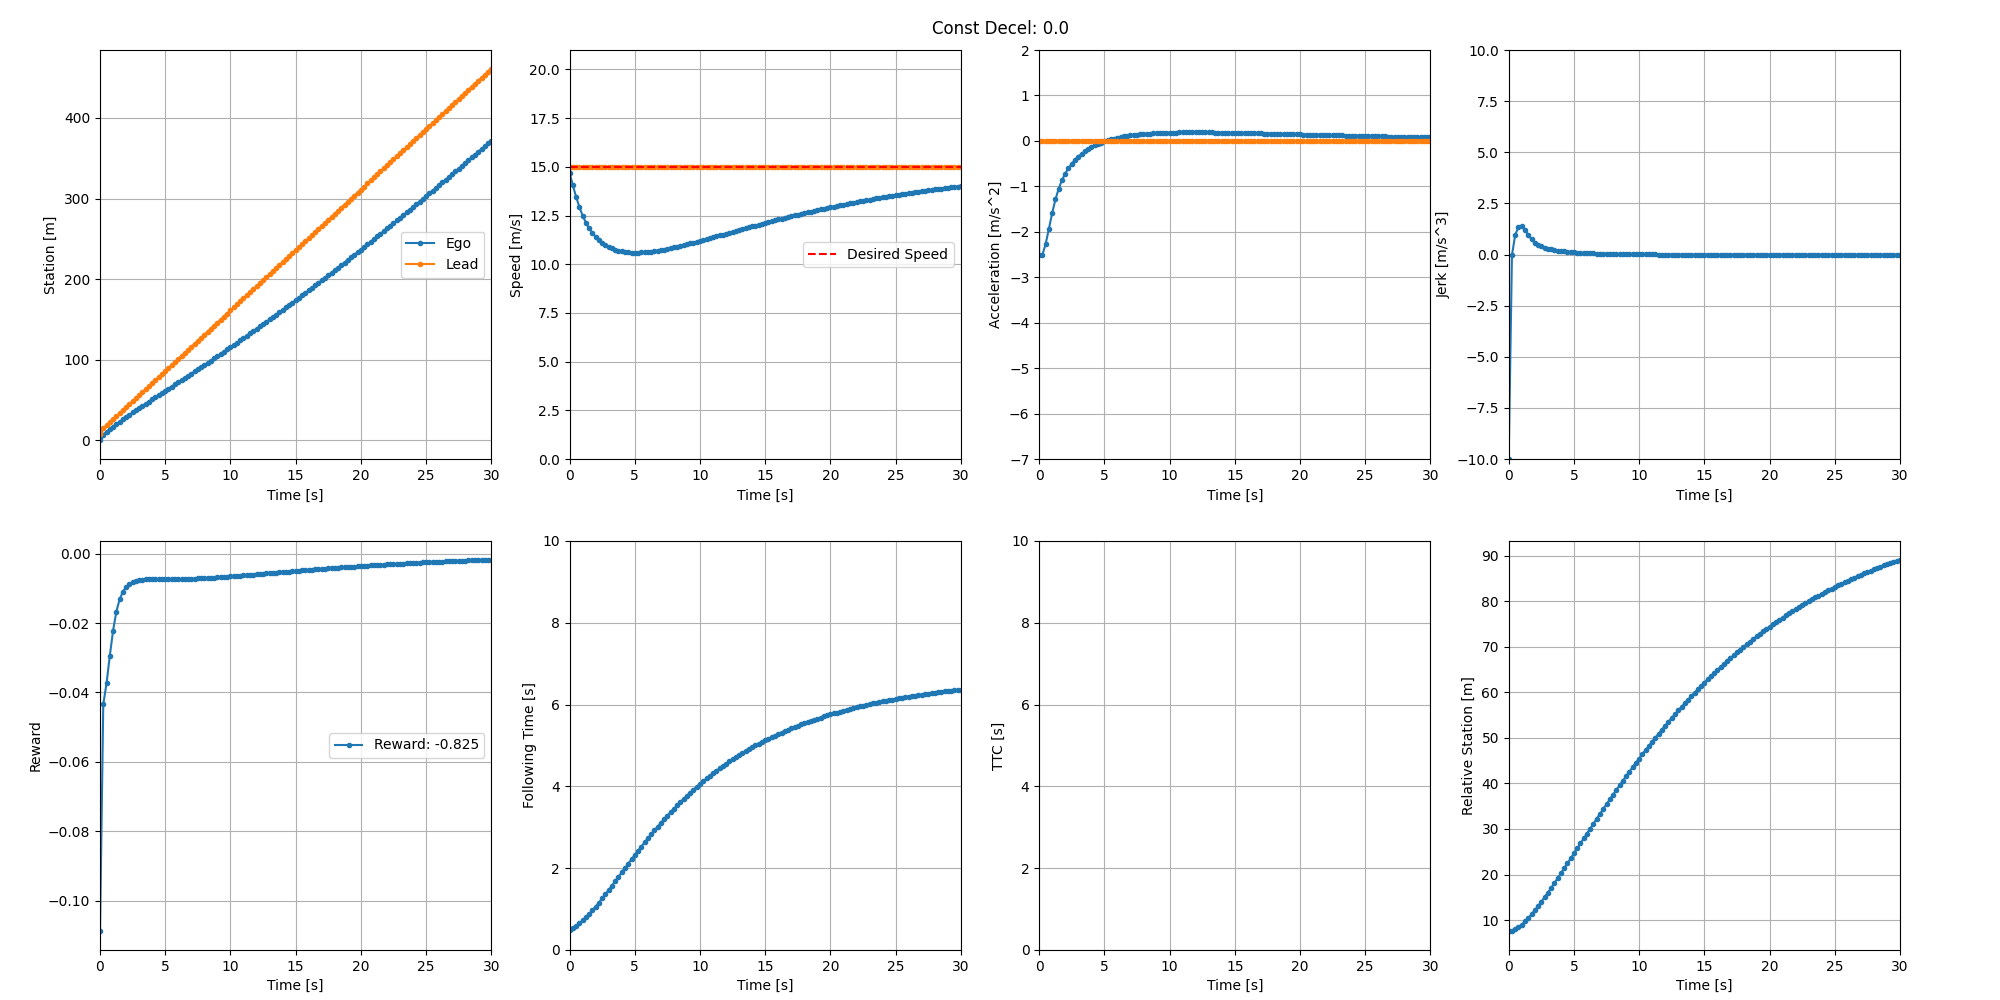 Const Decel: 0.0
Station [m]
400
300
200
100
0
0 5 10 15 20 25 30
Time [s]
Ego
Lead
Speed [m/s]
20.0
17.5
15.0
12.5
10.0
7.5
5.0
2.5
0.0
0 5 10 15 20 25 30
Time [s]
Desired Speed
Acceleration [m/s^2]
2
1
0
−1
−2
−3
−4
−5
−6
−7
0 5 10 15 20 25 30
Time [s]
Jerk [m/s^3]
10.0
7.5
5.0
2.5
0.0
−2.5
−5.0
−7.5
−10.0
0 5 10 15 20 25 30
Time [s]
Reward
0.00
−0.02
−0.04
−0.06
−0.08
−0.10
0 5 10 15 20 25 30
Time [s]
Reward: -0.825
Following Time [s]
10
8
6
4
2
0
0 5 10 15 20 25 30
Time [s]
TTC [s]
10
8
6
4
2
0
0 5 10 15 20 25 30
Time [s]
Relative Station [m]
90
80
70
60
50
40
30
20
10
0 5 10 15 20 25 30
Time [s]